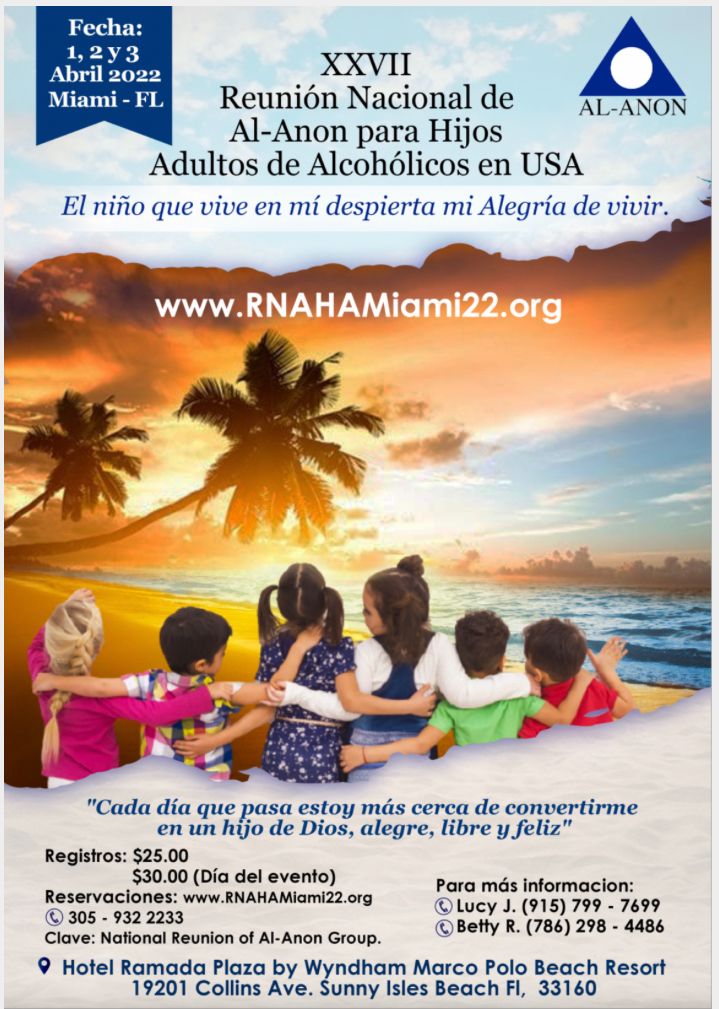 Fecha:
1, 2 y 3
Abril 2022
Miami - FL
XXVII
Reunión Nacional de
Al-Anon para Hijos
Adultos de Alcohólicos en USA
AL-ANON
El niño que vive en mí despierta mi Alegría de vivir.
www.RNAHAMiami22.org
"Cada día que pasa estoy más cerca de convertirme
en un hijo de Dios, alegre, libre y feliz"
Registros: $25.00
$30.00 (Día del evento)
Reservaciones: www.RNAHAMiami22.org
305 - 932 2233
Clave: National Reunion of Al-Anon Group.
Para más informacion:
Lucy J. (915) 799 - 7699
Betty R. (786) 298 - 4486
Hotel Ramada Plaza by Wyndham Marco Polo Beach Resort
19201 Collins Ave. Sunny Isles Beach Fl, 33160